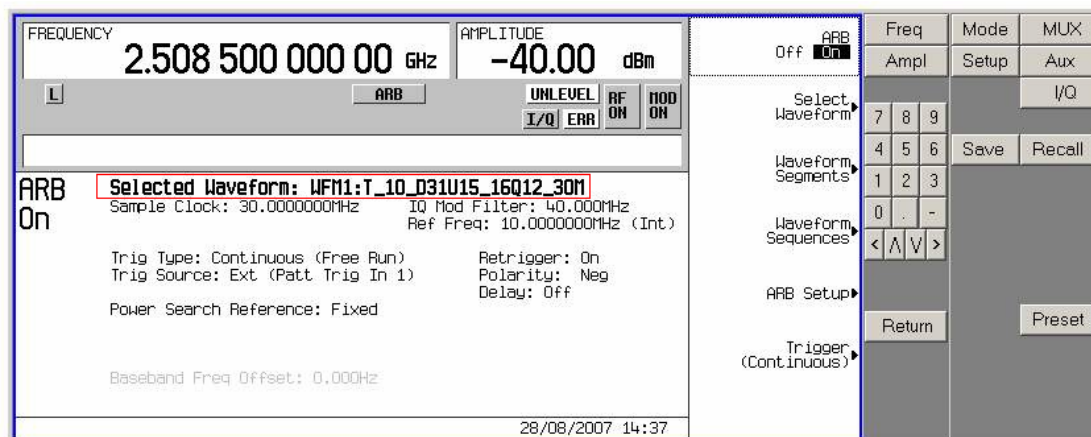 FREQUENCY
2.508 500 000 00 GHz
AMPLITUDE
-40.00 dBm
L
ARB
UNLEVEL
I/Q ERR
RF ON
MOD ON
ARB On
Selected Waveform: WFM1:T_10_D31U15_16Q12_30M
Sample Clock: 30.0000000MHz IQ Mod Filter: 40.000MHz
Ref Freq: 10.0000000MHz (Int)
Trig Type: Continuous (Free Run) Retrigger: On
Trig Source: Ext (Patt Trig In 1) Polarity: Neg
Delay: Off
Power Search Reference: Fixed
Baseband Freq Offset: 0.000Hz
28/08/2007 14:37
ARB
Off On
Select
Waveform
Waveform
Segments
Waveform
Sequences
ARB Setup
Trigger
(Continuous)
Freq Mode MUX
Ampl Setup Aux
I/Q
7 8 9
4 5 6 Save Recall
1 2 3
0 . -
< Λ V >
Return Preset